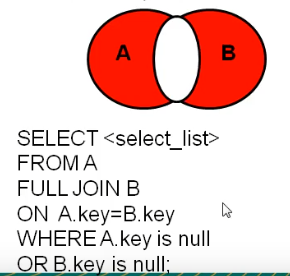 A B
SELECT <select_list>
FROM A
FULL JOIN B
ON A.key=B.key
WHERE A.key is null
OR B.key is null;